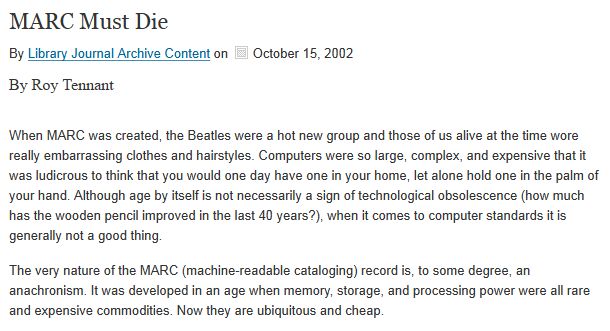 MARC Must Die
By Library Journal Archive Content on October 15, 2002
By Roy Tennant
When MARC was created, the Beatles were a hot new group and those of us alive at the time wore
really embarrassing clothes and hairstyles. Computers were so large, complex, and expensive that it
was ludicrous to think that you would one day have one in your home, let alone hold one in the palm of
your hand. Although age by itself is not necessarily a sign of technological obsolescence (how much
has the wooden pencil improved in the last 40 years?), when it comes to computer standards it is
generally not a good thing.
The very nature of the MARC (machine-readable cataloging) record is, to some degree, an
anachronism. It was developed in an age when memory, storage, and processing power were all rare
and expensive commodities. Now they are ubiquitous and cheap.